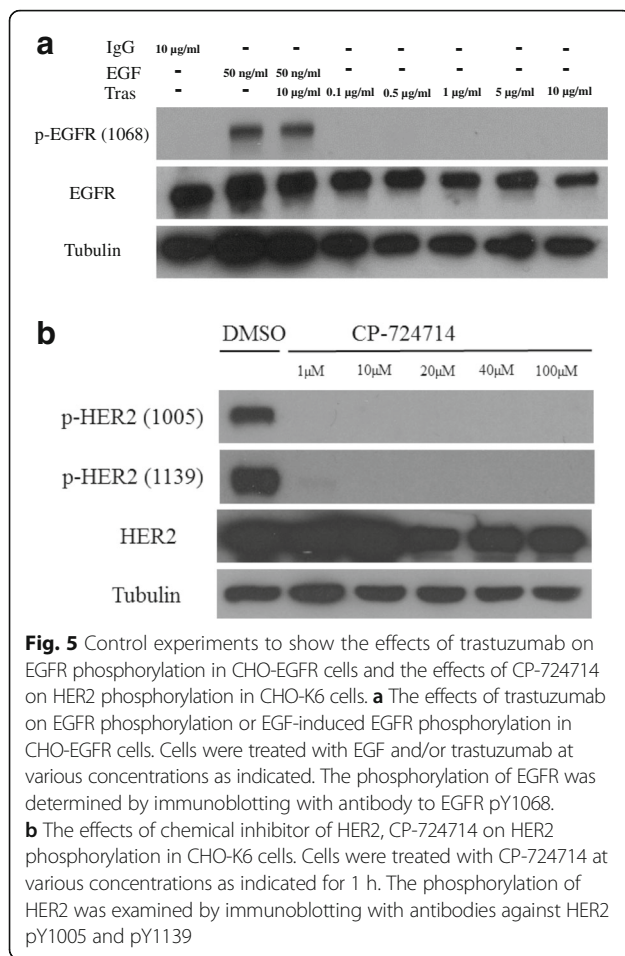 a
IgG 10 µg/ml - - - - - - -
EGF - 50 ng/ml 50 ng/ml - - - - -
Tras - - 10 µg/ml 0.1 µg/ml 0.5 µg/ml 1 µg/ml 5 µg/ml 10 µg/ml
p-EGFR (1068)
EGFR
Tubulin
b
DMSO CP-724714
1µM 10µM 20µM 40µM 100µM
p-HER2 (1005)
p-HER2 (1139)
HER2
Tubulin
Fig. 5 Control experiments to show the effects of trastuzumab on
EGFR phosphorylation in CHO-EGFR cells and the effects of CP-724714
on HER2 phosphorylation in CHO-K6 cells. a The effects of trastuzumab
on EGFR phosphorylation or EGF-induced EGFR phosphorylation in
CHO-EGFR cells. Cells were treated with EGF and/or trastuzumab at
various concentrations as indicated. The phosphorylation of EGFR was
determined by immunoblotting with antibody to EGFR pY1068.
b The effects of chemical inhibitor of HER2, CP-724714 on HER2
phosphorylation in CHO-K6 cells. Cells were treated with CP-724714 at
various concentrations as indicated for 1 h. The phosphorylation of
HER2 was examined by immunoblotting with antibodies against HER2
pY1005 and pY1139